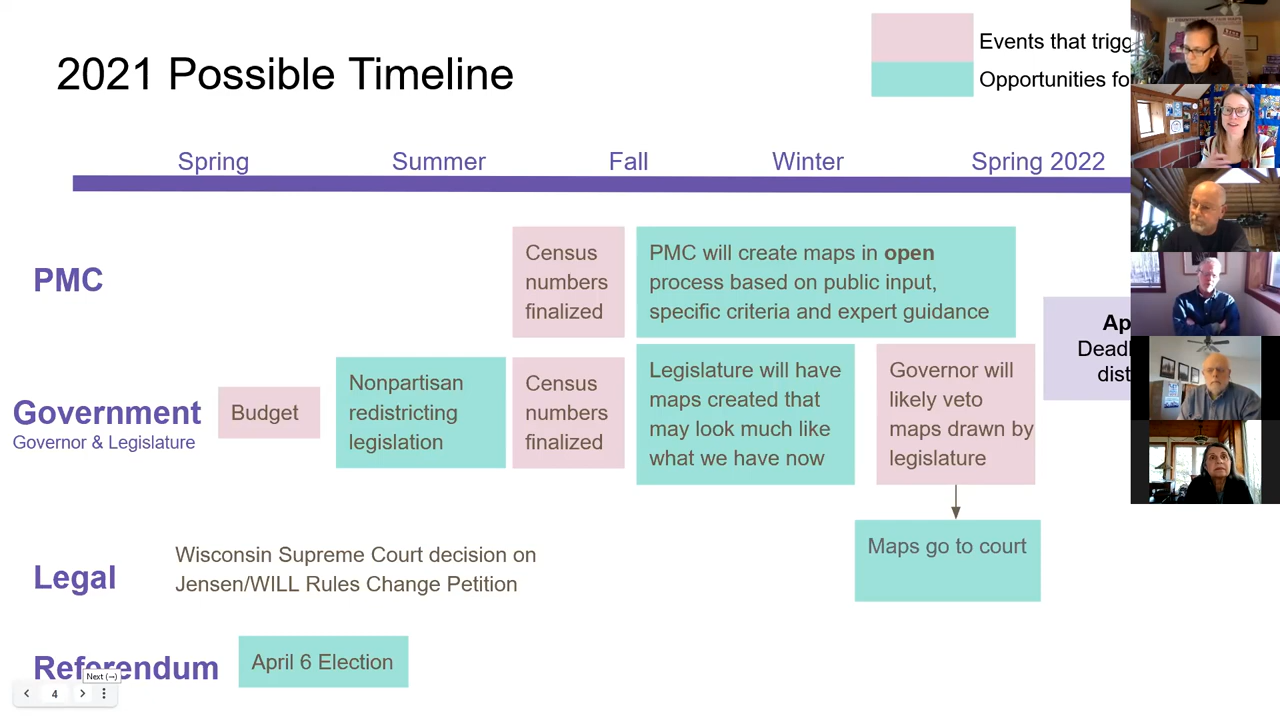 2021 Possible Timeline
Events that
Opportunities
Spring
Summer
Fall
Winter
Spring 2022
PMC
Census
numbers
finalized
PMC will create maps in open
process based on public input,
specific criteria and expert guidance
Government
Governor & Legislature
Budget
Nonpartisan
redistricting
legislation
Census
numbers
finalized
Legislature will have
maps created that
may look much like
what we have now
Governor will
likely veto
maps drawn by
legislature
Maps go to court
Legal
Wisconsin Supreme Court decision on
Jensen/WILL Rules Change Petition
Referendum
April 6 Election
Next (→)
4